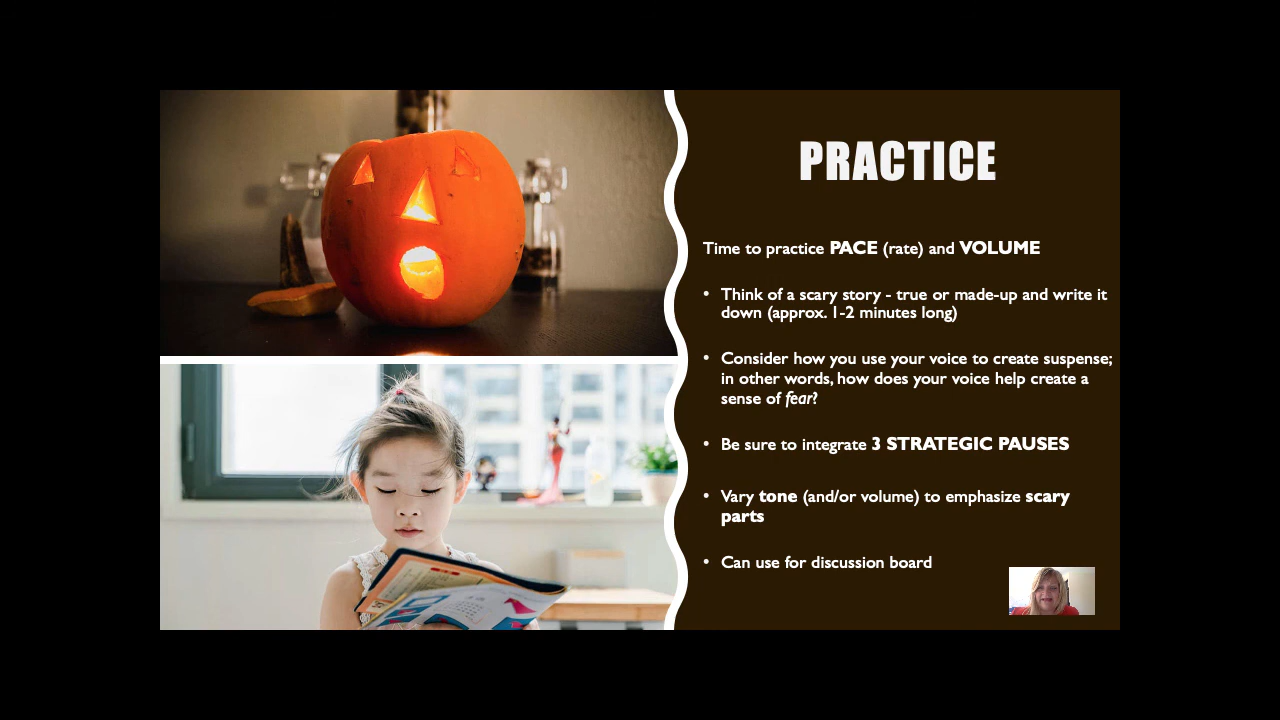 PRACTICE
Time to practice PACE (rate) and VOLUME
• Think of a scary story - true or made-up and write it
down (approx. 1-2 minutes long)
• Consider how you use your voice to create suspense;
in other words, how does your voice help create a
sense of fear?
• Be sure to integrate 3 STRATEGIC PAUSES
• Vary tone (and/or volume) to emphasize scary
parts
• Can use for discussion board